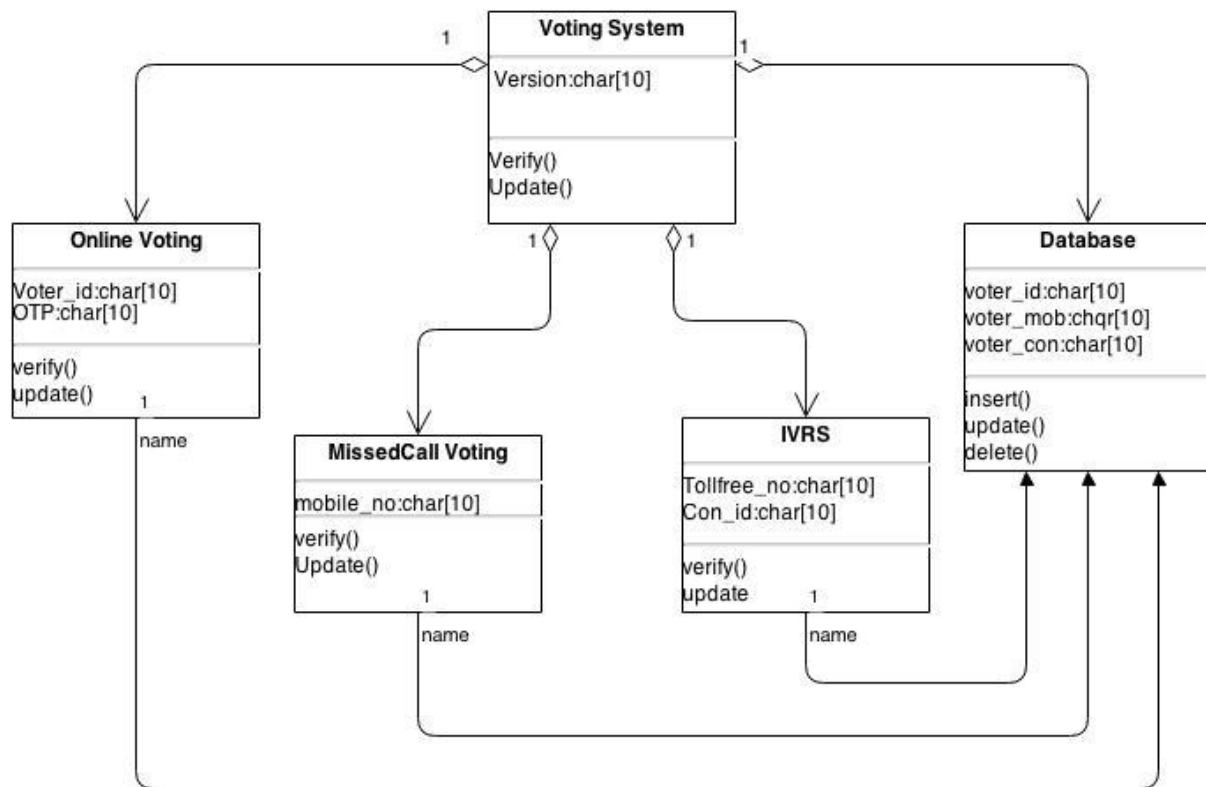 Voting System
Version:char[10]
Verify()
Update()
1
1
1
1
Online Voting
Voter_id:char[10]
OTP:char[10]
verify()
update()
1
name
MissedCall Voting
mobile_no:char[10]
verify()
Update()
1
name
IVRS
Tollfree_no:char[10]
Con_id:char[10]
verify()
update
1
name
Database
voter_id:char[10]
voter_mob:chqr[10]
voter_con:char[10]
insert()
update()
delete()